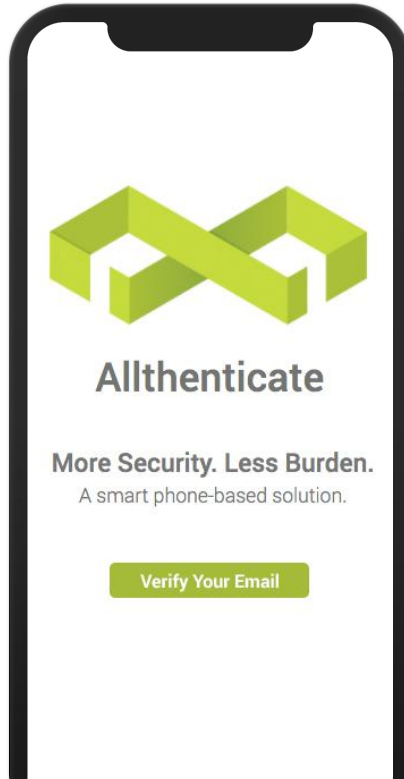 Allthenticate
More Security. Less Burden.
A smart phone-based solution.
Verify Your Email